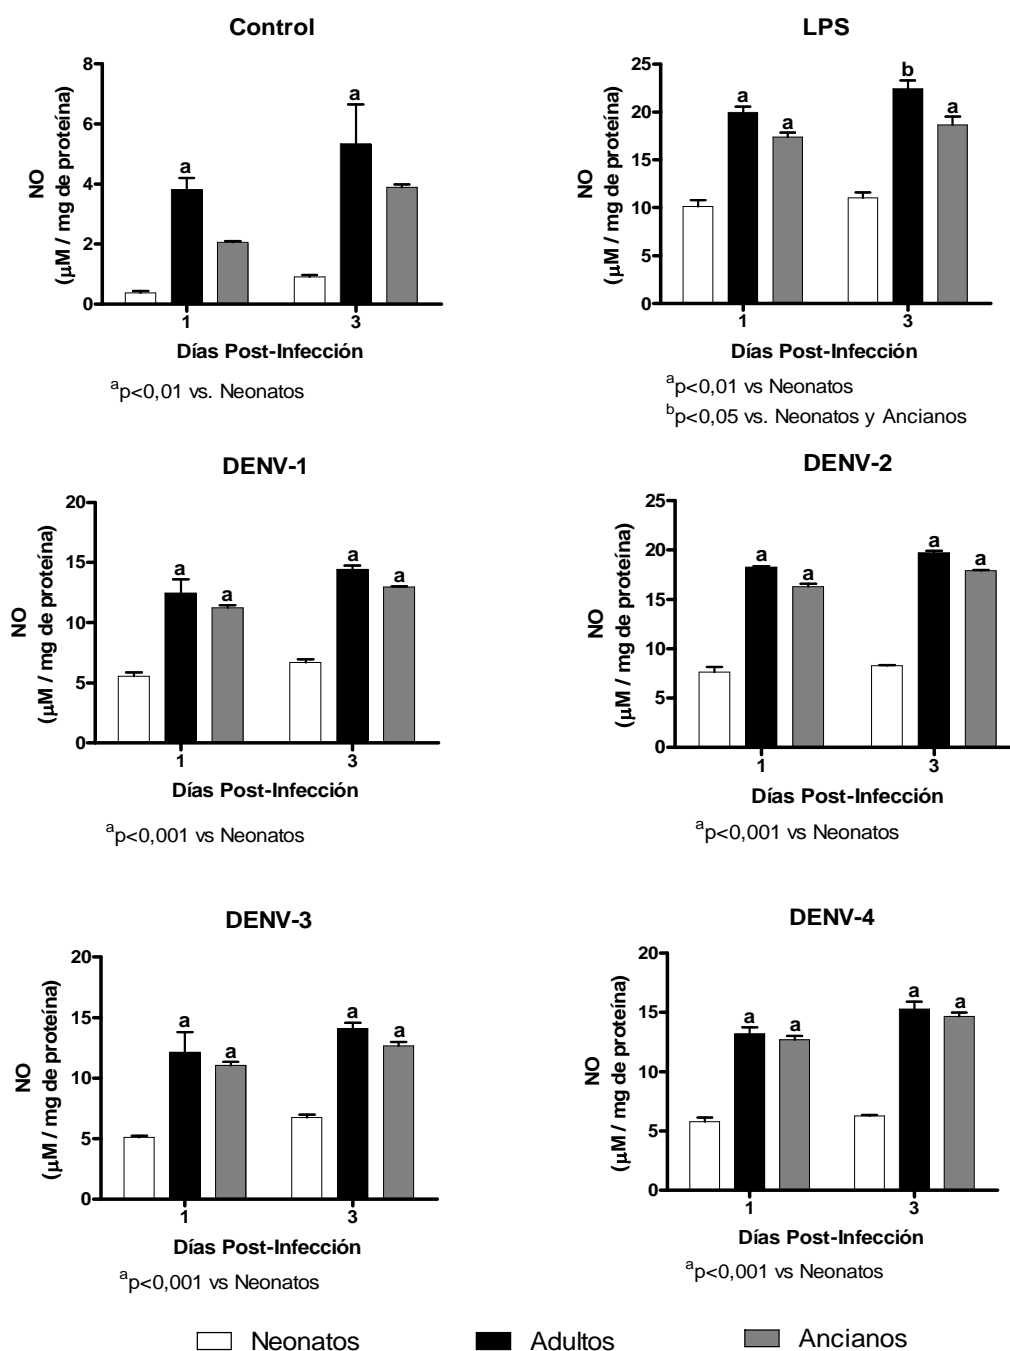 Control
8
6
4
2
0
NO
(μM / mg de proteína)
a
a
1
3
Días Post-Infección
ap<0,01 vs. Neonatos
LPS
25
20
15
10
5
0
NO
(μM / mg de proteína)
a
a
b
a
1
3
Días Post-Infección
ap<0,01 vs Neonatos
bp<0,05 vs. Neonatos y Ancianos
DENV-1
20
15
10
5
0
NO
(μM / mg de proteína)
a
a
a
a
1
3
Días Post-Infección
ap<0,001 vs Neonatos
DENV-2
25
20
15
10
5
0
NO
(μM / mg de proteína)
a
a
a
a
1
3
Días Post-Infección
ap<0,001 vs Neonatos
DENV-3
20
15
10
5
0
NO
(μM / mg de proteína)
a
a
a
a
1
3
Días Post-Infección
ap<0,001 vs Neonatos
DENV-4
20
15
10
5
0
NO
(μM / mg de proteína)
a
a
a
a
1
3
Días Post-Infección
ap<0,001 vs Neonatos
Neonatos
Adultos
Ancianos